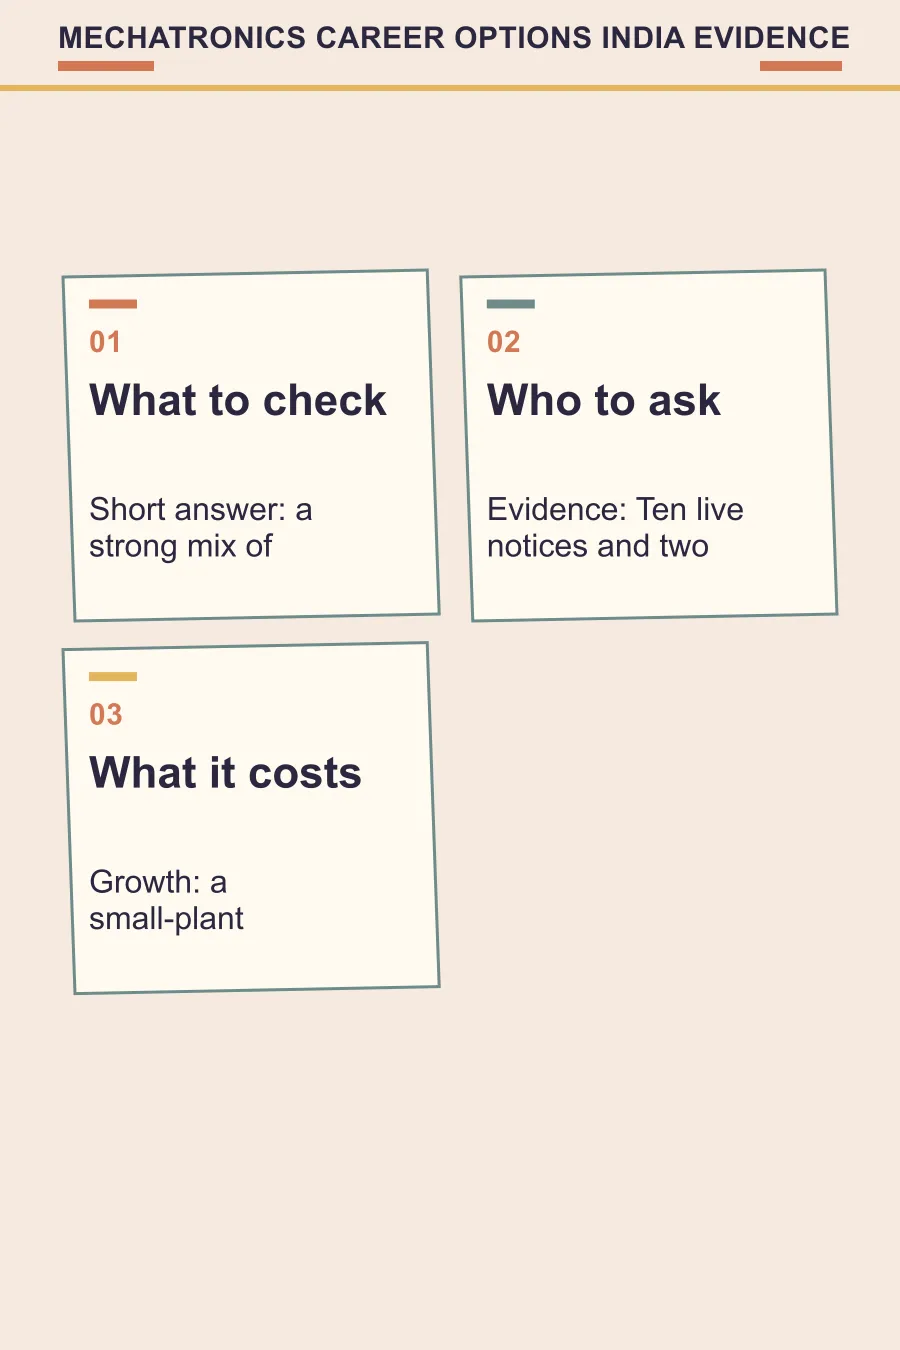 MECHATRONICS CAREER OPTIONS INDIA EVIDENCE
01
What to check
Short answer: a
strong mix of
02
Who to ask
Evidence: Ten live
notices and two
03
What it costs
Growth: a
small-plant